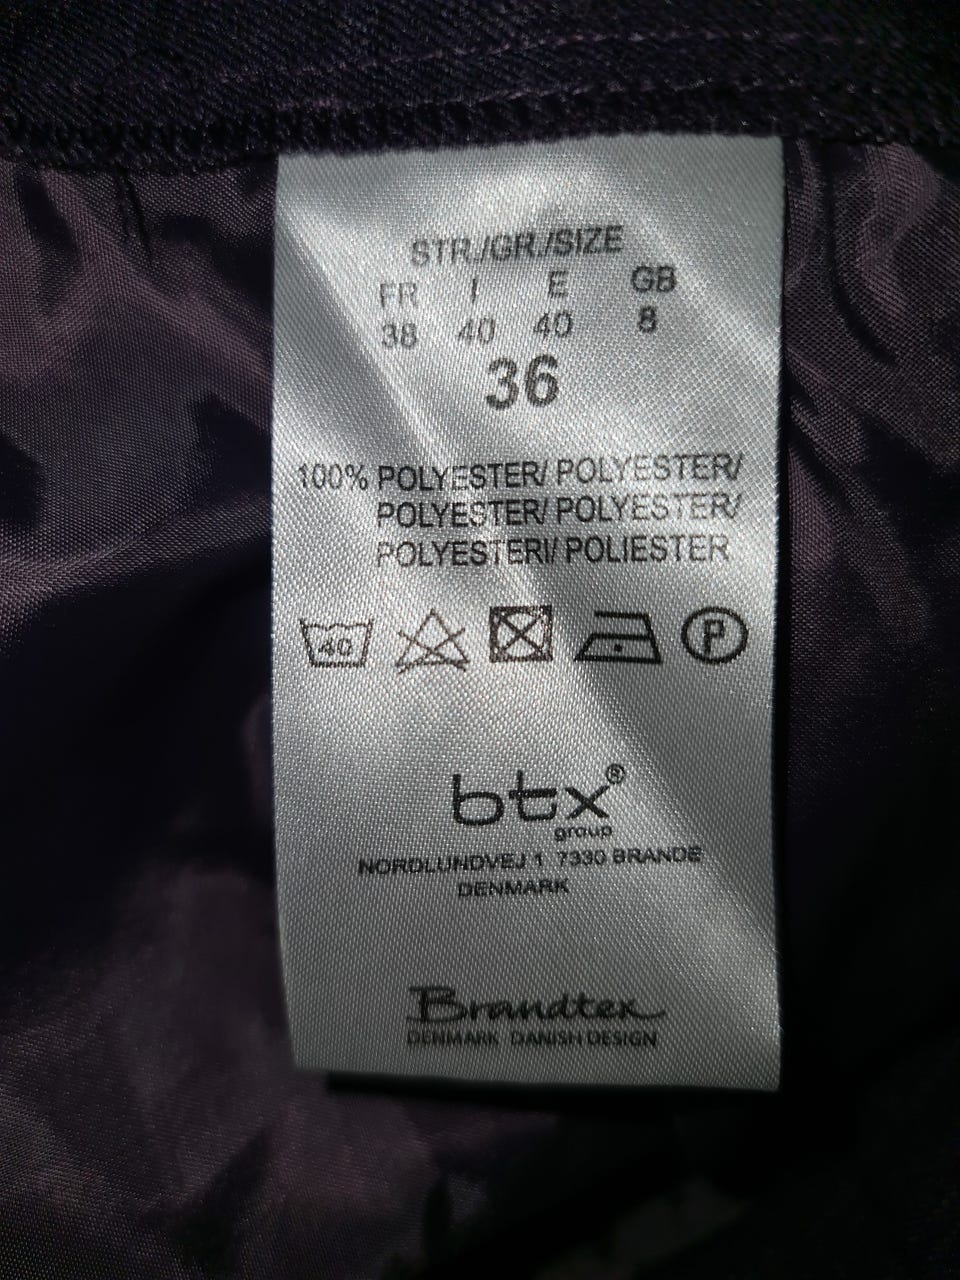 STR./GR./SIZE
FR I E GB
38 40 40 8
36
100% POLYESTER/ POLYESTER/
POLYESTER/ POLYESTER/
POLYESTERI/ POLIESTER
40 P
btx®
group
NORDLUNDVEJ 1 7330 BRANDE
DENMARK
Brandtex
DENMARK DANISH DESIGN